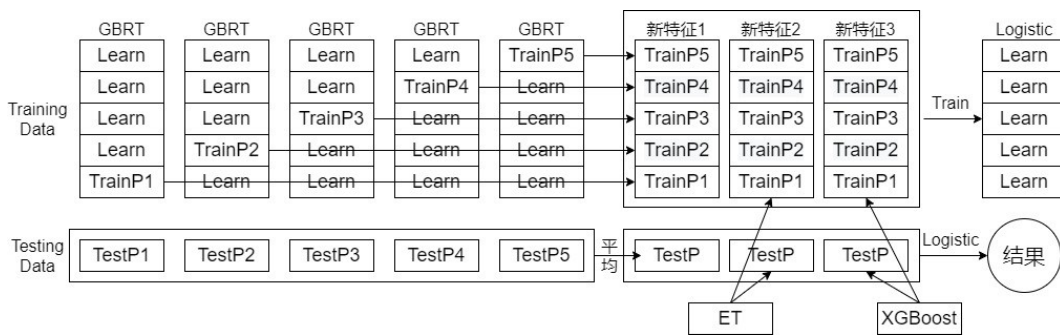 GBRT GBRT GBRT GBRT GBRT 新特征1 新特征2 新特征3 Logistic
Learn Learn Learn Learn TrainP5 TrainP5 TrainP5 TrainP5 Learn
Learn Learn Learn TrainP4 Learn TrainP4 TrainP4 TrainP4 Learn
Training Data Learn Learn TrainP3 Learn Learn TrainP3 TrainP3 TrainP3 Train Learn
Learn TrainP2 Learn Learn Learn TrainP2 TrainP2 TrainP2 Learn
TrainP1 Learn Learn Learn Learn TrainP1 TrainP1 TrainP1 Learn
Testing Data TestP1 TestP2 TestP3 TestP4 TestP5 平均 TestP TestP TestP Logistic 结果
ET XGBoost